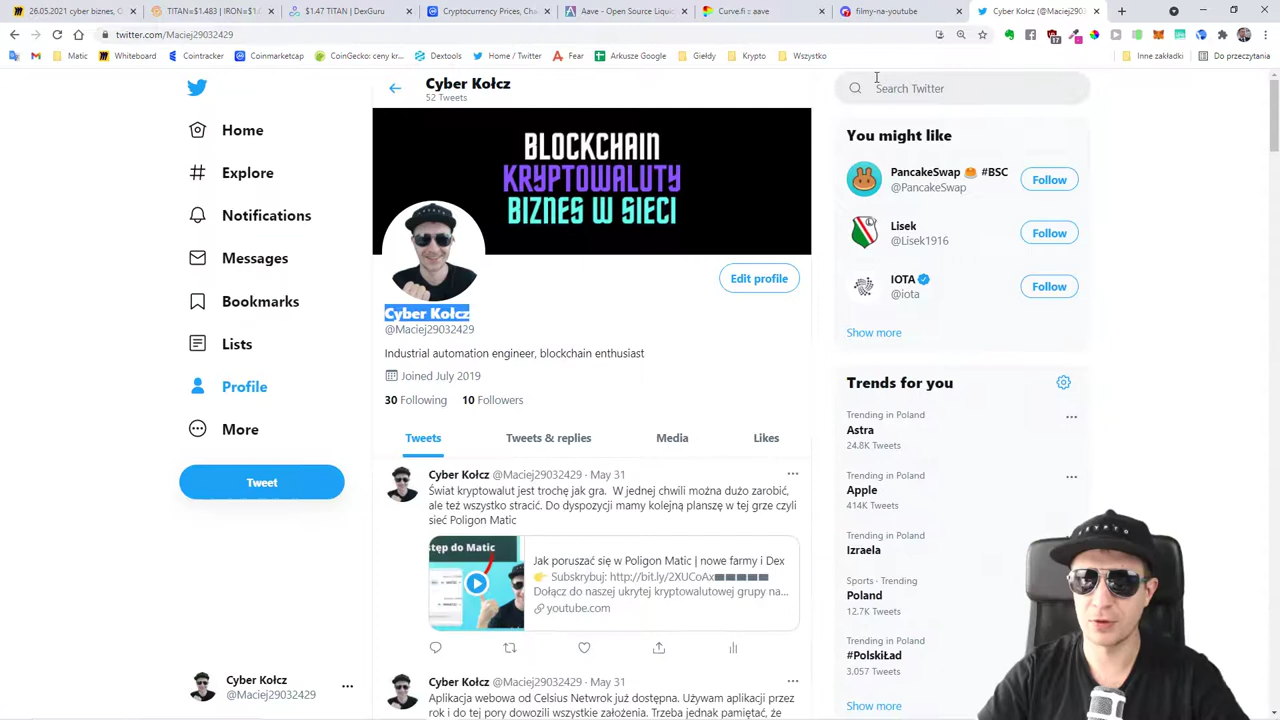 26.05.2021 cyber biznes, C
TITAN=$1.483 | IRON=$1.
$1.47 TITAN | DexGuru
Cryptocurrency Prices, Cha
Aave - Open Source Liqui
Curve.fi :: aave
filmy-na-youtube
Cyber Kołcz (@Maciej2903
twitter.com/Maciej29032429
Matic
Whiteboard
Cointracker
Coinmarketcap
CoinGecko: ceny kr...
Dextools
Home / Twitter
Fear
Arkusze Google
Giełdy
Krypto
Wszystko
Inne zakładki
Do przeczytania
Cyber Kołcz
52 Tweets
Search Twitter
Home
Explore
Notifications
Messages
Bookmarks
Lists
Profile
More
Tweet
Cyber Kołcz
@Maciej29032429
BLOCKCHAIN
KRYPTOWALUTY
BIZNES W SIECI
Edit profile
Cyber Kołcz
@Maciej29032429
Industrial automation engineer, blockchain enthusiast
Joined July 2019
30 Following 10 Followers
Tweets
Tweets & replies
Media
Likes
Cyber Kołcz @Maciej29032429 · May 31
Świat kryptowalut jest trochę jak gra. W jednej chwili można dużo zarobić,
ale też wszystko stracić. Do dyspozycji mamy kolejną planszę w tej grze czyli
sieć Poligon Matic
stęp do Matic
Jak poruszać się w Poligon Matic | nowe farmy i Dex
👉 Subskrybuj: http://bit.ly/2XUCoAx
Dołącz do naszej ukrytej kryptowalutowej grupy na...
youtube.com
Cyber Kołcz @Maciej29032429 · May 31
Aplikacja webowa od Celsius Netwrok już dostępna. Używam aplikacji przez
rok i do tej pory dowozili wszystkie założenia. Trzeba jednak pamiętać, że
You might like
PancakeSwap 🥞 #BSC
@PancakeSwap
Follow
Lisek
@Lisek1916
Follow
IOTA
@iota
Follow
Show more
Trends for you
Trending in Poland
Astra
24.8K Tweets
Trending in Poland
Apple
414K Tweets
Trending in Poland
Izraela
Sports · Trending
Poland
12.7K Tweets
Trending in Poland
#PolskiŁad
3,057 Tweets
Show more
CRYPTO